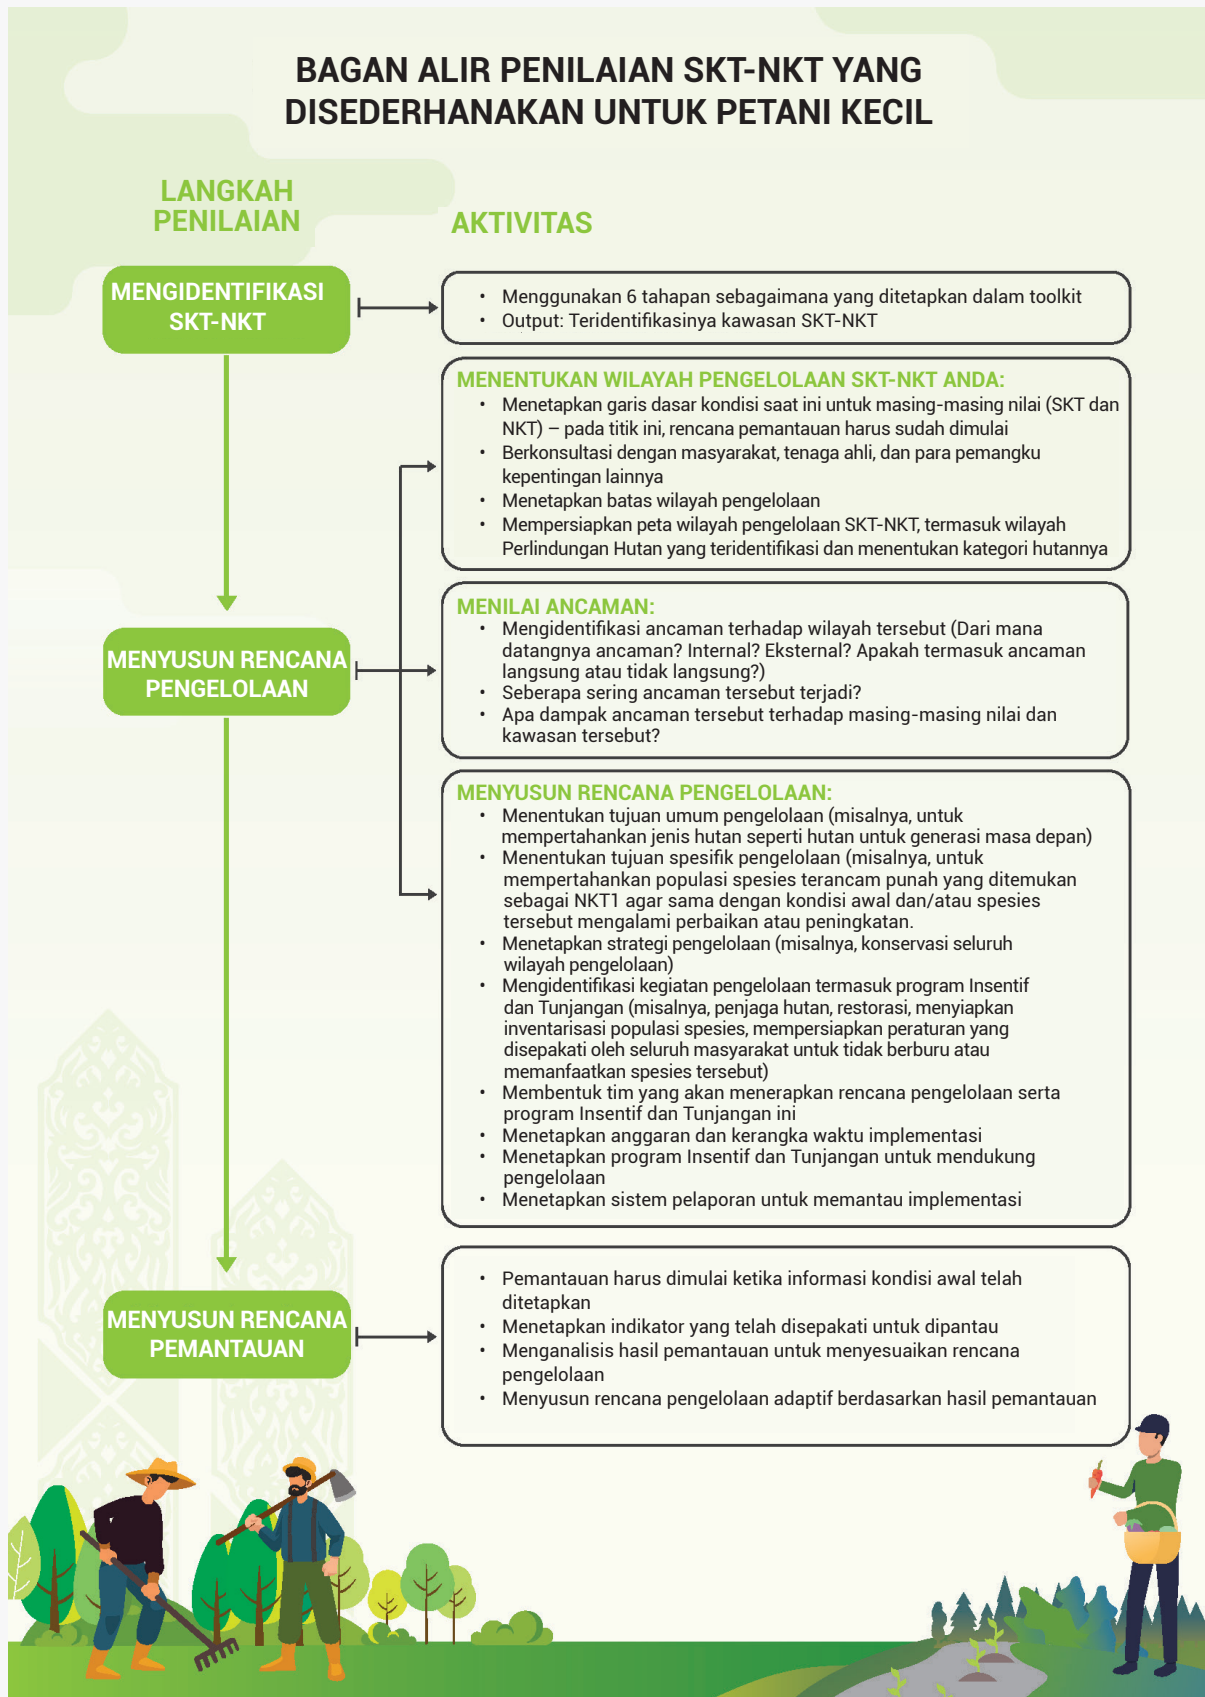 BAGAN ALIR PENILAIAN SKT-NKT YANG
DISEDERHANAKAN UNTUK PETANI KECIL
LANGKAH
PENILAIAN
AKTIVITAS
MENGIDENTIFIKASI
SKT-NKT
• Menggunakan 6 tahapan sebagaimana yang ditetapkan dalam toolkit
• Output: Teridentifikasinya kawasan SKT-NKT
MENENTUKAN WILAYAH PENGELOLAAN SKT-NKT ANDA:
• Menetapkan garis dasar kondisi saat ini untuk masing-masing nilai (SKT dan
NKT) – pada titik ini, rencana pemantauan harus sudah dimulai
• Berkonsultasi dengan masyarakat, tenaga ahli, dan para pemangku
kepentingan lainnya
• Menetapkan batas wilayah pengelolaan
• Mempersiapkan peta wilayah pengelolaan SKT-NKT, termasuk wilayah
Perlindungan Hutan yang teridentifikasi dan menentukan kategori hutannya
MENYUSUN RENCANA
PENGELOLAAN
MENILAI ANCAMAN:
• Mengidentifikasi ancaman terhadap wilayah tersebut (Dari mana
datangnya ancaman? Internal? Eksternal? Apakah termasuk ancaman
langsung atau tidak langsung?)
• Seberapa sering ancaman tersebut terjadi?
• Apa dampak ancaman tersebut terhadap masing-masing nilai dan
kawasan tersebut?
MENYUSUN RENCANA PENGELOLAAN:
• Menentukan tujuan umum pengelolaan (misalnya, untuk
mempertahankan jenis hutan seperti hutan untuk generasi masa depan)
• Menentukan tujuan spesifik pengelolaan (misalnya, untuk
mempertahankan populasi spesies terancam punah yang ditemukan
sebagai NKT1 agar sama dengan kondisi awal dan/atau spesies
tersebut mengalami perbaikan atau peningkatan.
• Menetapkan strategi pengelolaan (misalnya, konservasi seluruh
wilayah pengelolaan)
• Mengidentifikasi kegiatan pengelolaan termasuk program Insentif
dan Tunjangan (misalnya, penjaga hutan, restorasi, menyiapkan
inventarisasi populasi spesies, mempersiapkan peraturan yang
disepakati oleh seluruh masyarakat untuk tidak berburu atau
memanfaatkan spesies tersebut)
• Membentuk tim yang akan menerapkan rencana pengelolaan serta
program Insentif dan Tunjangan ini
• Menetapkan anggaran dan kerangka waktu implementasi
• Menetapkan program Insentif dan Tunjangan untuk mendukung
pengelolaan
• Menetapkan sistem pelaporan untuk memantau implementasi
MENYUSUN RENCANA
PEMANTAUAN
• Pemantauan harus dimulai ketika informasi kondisi awal telah
ditetapkan
• Menetapkan indikator yang telah disepakati untuk dipantau
• Menganalisis hasil pemantauan untuk menyesuaikan rencana
pengelolaan
• Menyusun rencana pengelolaan adaptif berdasarkan hasil pemantauan